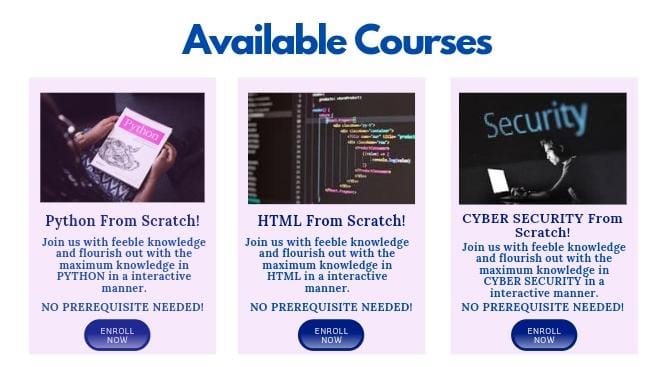 Available Courses
Python
Python From Scratch!
Join us with feeble knowledge
and flourish out with the
maximum knowledge in
PYTHON in a interactive
manner.
NO PREREQUISITE NEEDED!
ENROLL
NOW
HTML From Scratch!
Join us with feeble knowledge
and flourish out with the
maximum knowledge in
HTML in a interactive
manner.
NO PREREQUISITE NEEDED!
ENROLL
NOW
Security
CYBER SECURITY From
Scratch!
Join us with feeble knowledge
and flourish out with the
maximum knowledge in
CYBER SECURITY in a
interactive manner.
NO PREREQUISITE NEEDED!
ENROLL
NOW